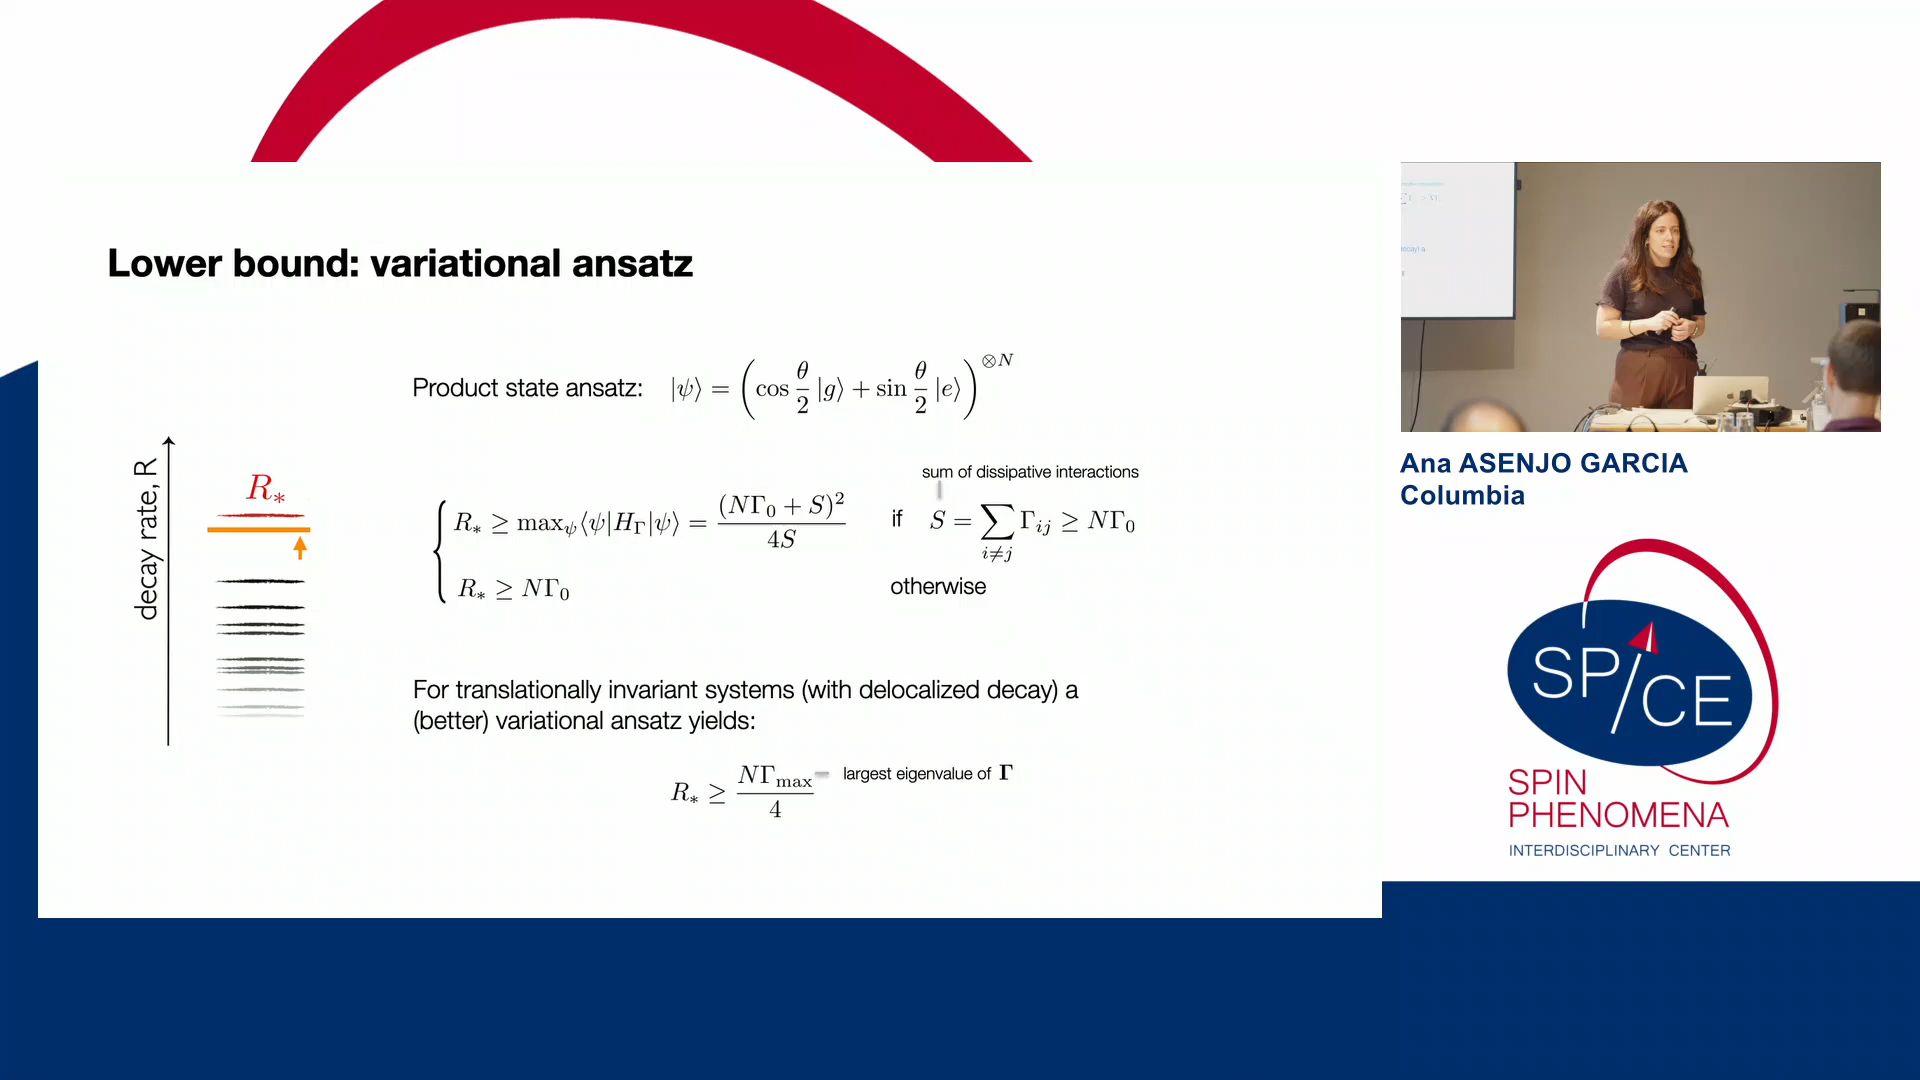 Lower bound: variational ansatz
Product state ansatz: |ψ⟩ = (cos θ/2 |g⟩ + sin θ/2 |e⟩)^⊗N
decay rate, R
R∗
sum of dissipative interactions
R∗ ≥ max_ψ⟨ψ|H_Γ|ψ⟩ = (NΓ₀ + S)²/4S if S = ∑_{i≠j} Γ_ij ≥ NΓ₀
R∗ ≥ NΓ₀ otherwise
For translationally invariant systems (with delocalized decay) a
(better) variational ansatz yields:
R∗ ≥ NΓ_max/4 largest eigenvalue of Γ
Ana ASENJO GARCIA
Columbia
SP/CE
SPIN
PHENOMENA
INTERDISCIPLINARY CENTER